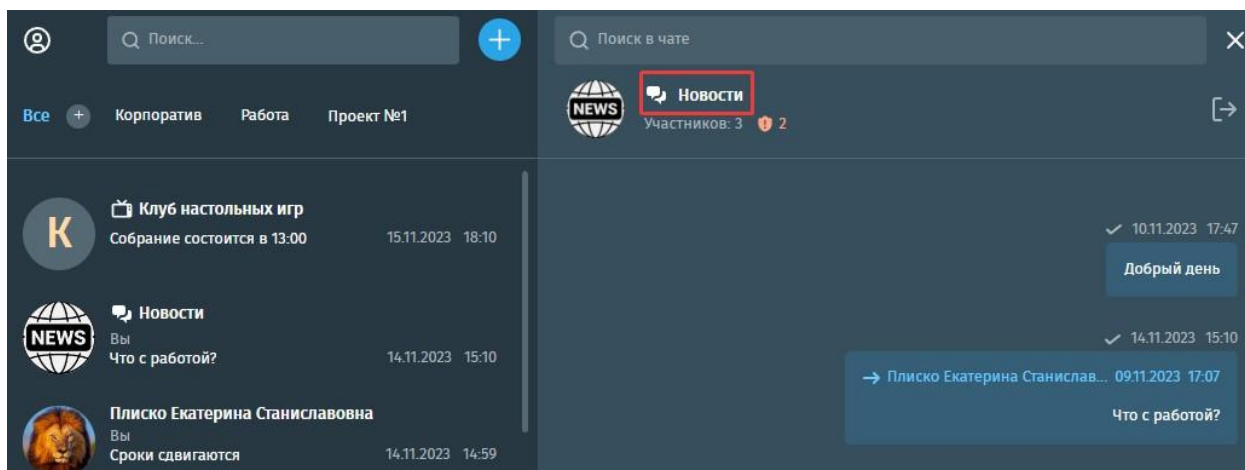 Поиск...
Все + Корпоратив Работа Проект №1
К
Клуб настольных игр
Собрание состоится в 13:00 15.11.2023 18:10
NEWS
Новости
Вы
Что с работой? 14.11.2023 15:10
Плиско Екатерина Станиславовна
Вы
Сроки сдвигаются 14.11.2023 14:59
Поиск в чате
NEWS
Новости
Участников: 3 2
10.11.2023 17:47
Добрый день
14.11.2023 15:10
→ Плиско Екатерина Станислав... 09.11.2023 17:07
Что с работой?